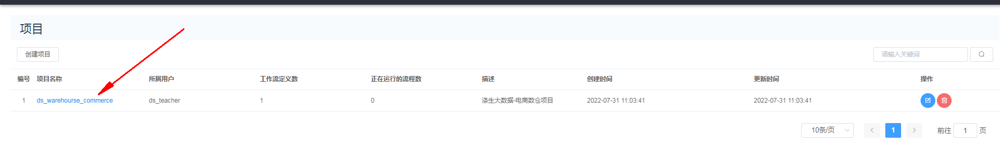 项目
创建项目
请输入关键词
编号 项目名称 所属用户 工作流定义数 正在运行的流程数 描述 创建时间 更新时间 操作
1 ds_warehourse_commerce ds_teacher 1 0 涤生大数据-电商数仓项目 2022-07-31 11:03:41 2022-07-31 11:03:41
10条/页 1 前往 1 页